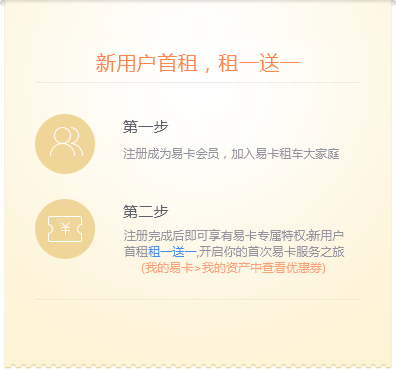 新用户首租，租一送一
第一步
注册成为易卡会员，加入易卡租车大家庭
¥
第二步
注册完成后即可享有易卡专属特权:新用户
首租租一送一,开启你的首次易卡服务之旅
(我的易卡>我的资产中查看优惠券)